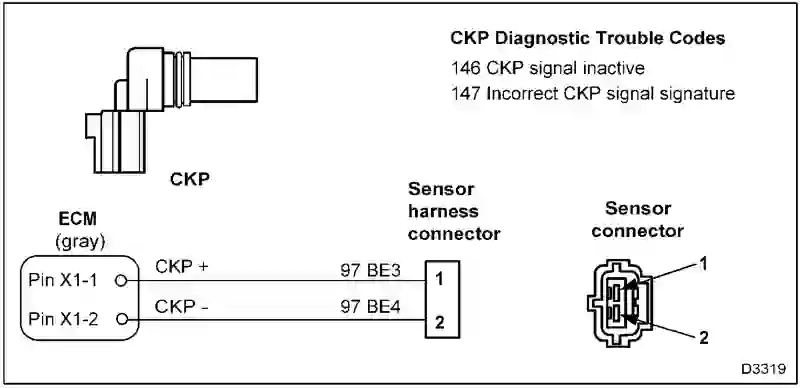 CKP Diagnostic Trouble Codes
146 CKP signal inactive
147 Incorrect CKP signal signature
CKP
Sensor
harness
connector
Sensor
connector
ECM
(gray)
Pin X1-1
CKP +
97 BE3
1
Pin X1-2
CKP -
97 BE4
2
1
2
D3319